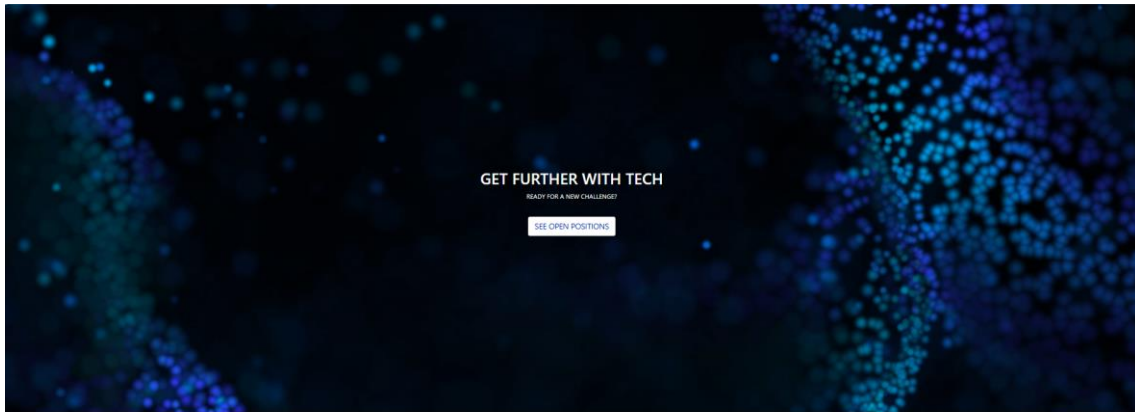 GET FURTHER WITH TECH
READY FOR A NEW CHALLENGE?
SEE OPEN POSITIONS